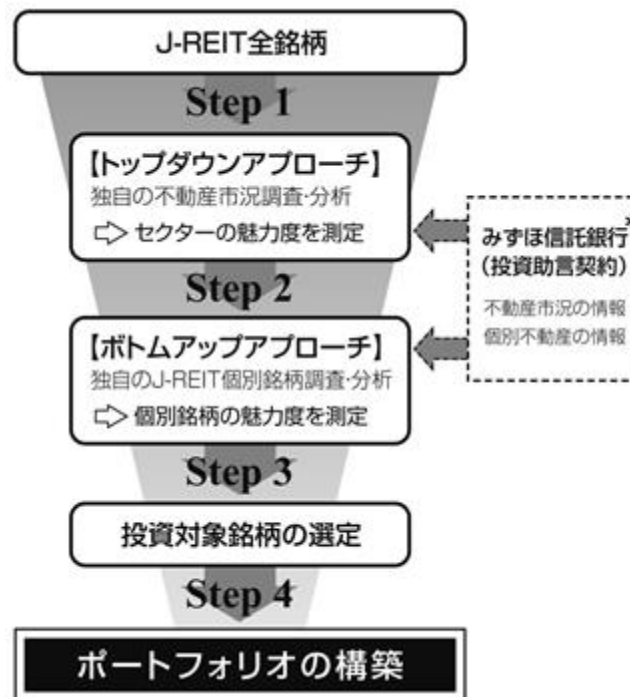 J-REIT全銘柄
Step 1
【トップダウンアプローチ】
独自の不動産市況調査・分析
⇨ セクターの魅力度を測定
みずほ信託銀行
(投資助言契約)
不動産市況の情報
個別不動産の情報
Step 2
【ボトムアップアプローチ】
独自のJ-REIT個別銘柄調査・分析
⇨ 個別銘柄の魅力度を測定
Step 3
投資対象銘柄の選定
Step 4
ポートフォリオの構築